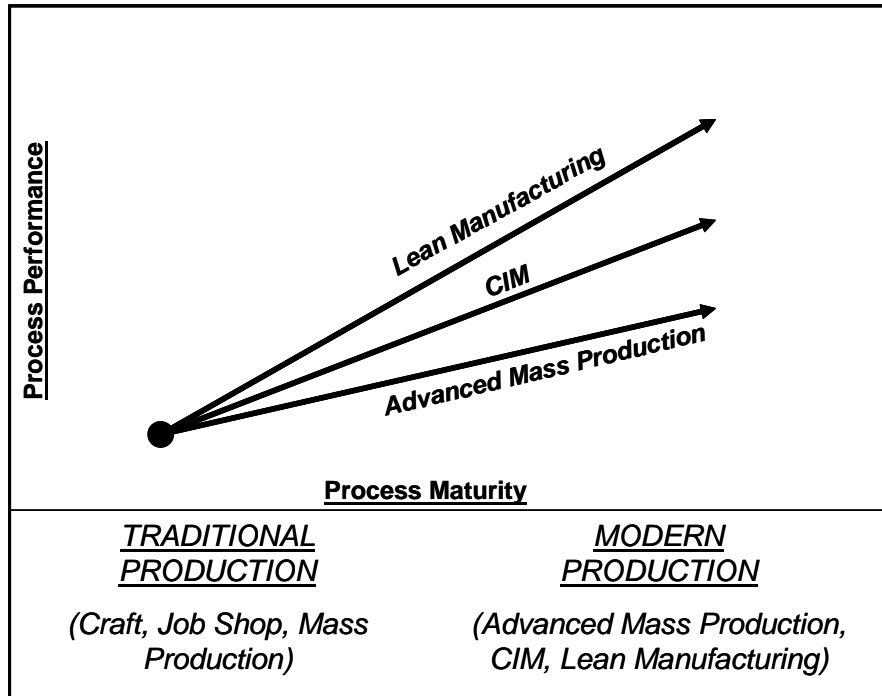 Process Performance
Lean Manufacturing
CIM
Advanced Mass Production
Process Maturity
TRADITIONAL
PRODUCTION
(Craft, Job Shop, Mass
Production)
MODERN
PRODUCTION
(Advanced Mass Production,
CIM, Lean Manufacturing)